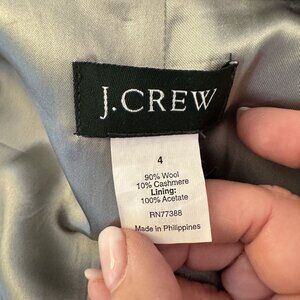 J.CREW
4
90% Wool
10% Cashmere
Lining:
100% Acetate
RN77388
Made in Philippines